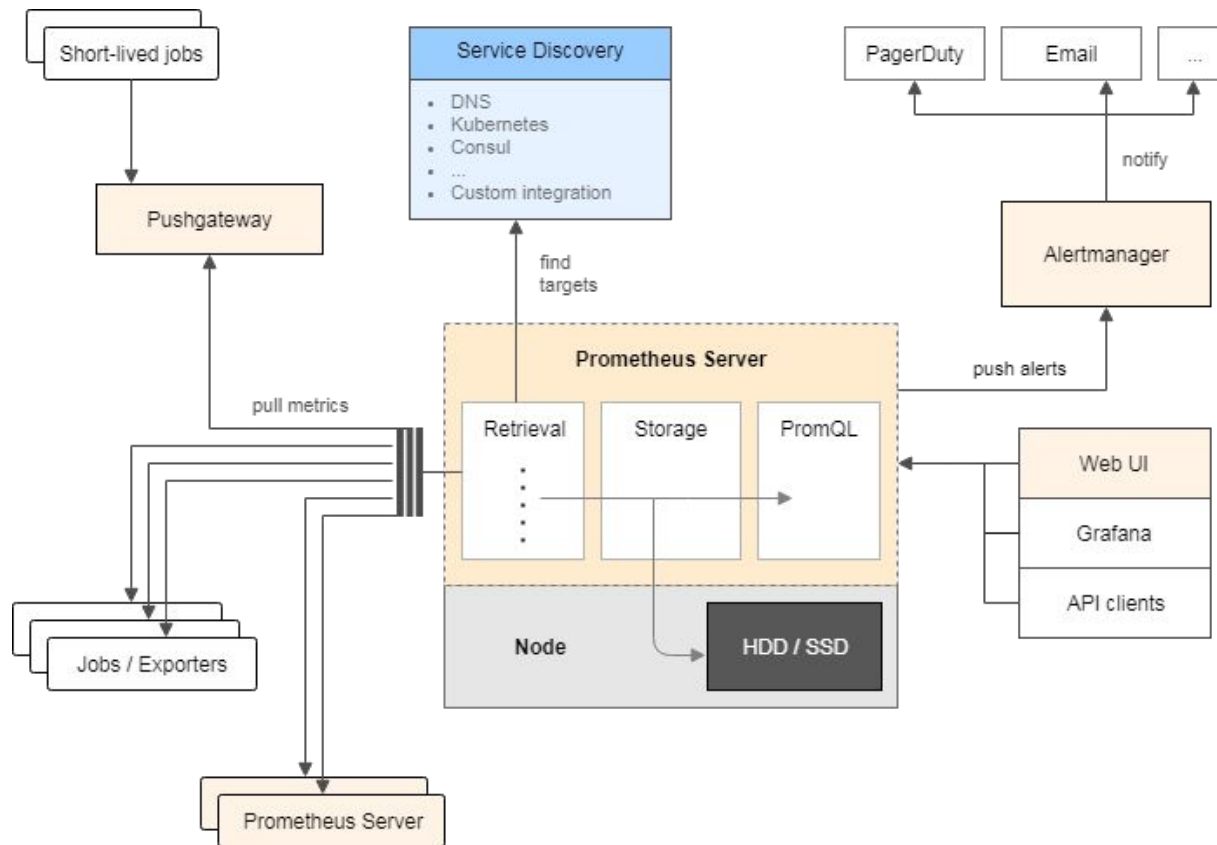 Short-lived jobs
Pushgateway
pull metrics
Service Discovery
DNS
Kubernetes
Consul
...
Custom integration
find
targets
PagerDuty
Email
...
notify
Alertmanager
push alerts
Prometheus Server
Retrieval
Storage
PromQL
Node
HDD / SSD
Web UI
Grafana
API clients
Jobs / Exporters
Prometheus Server